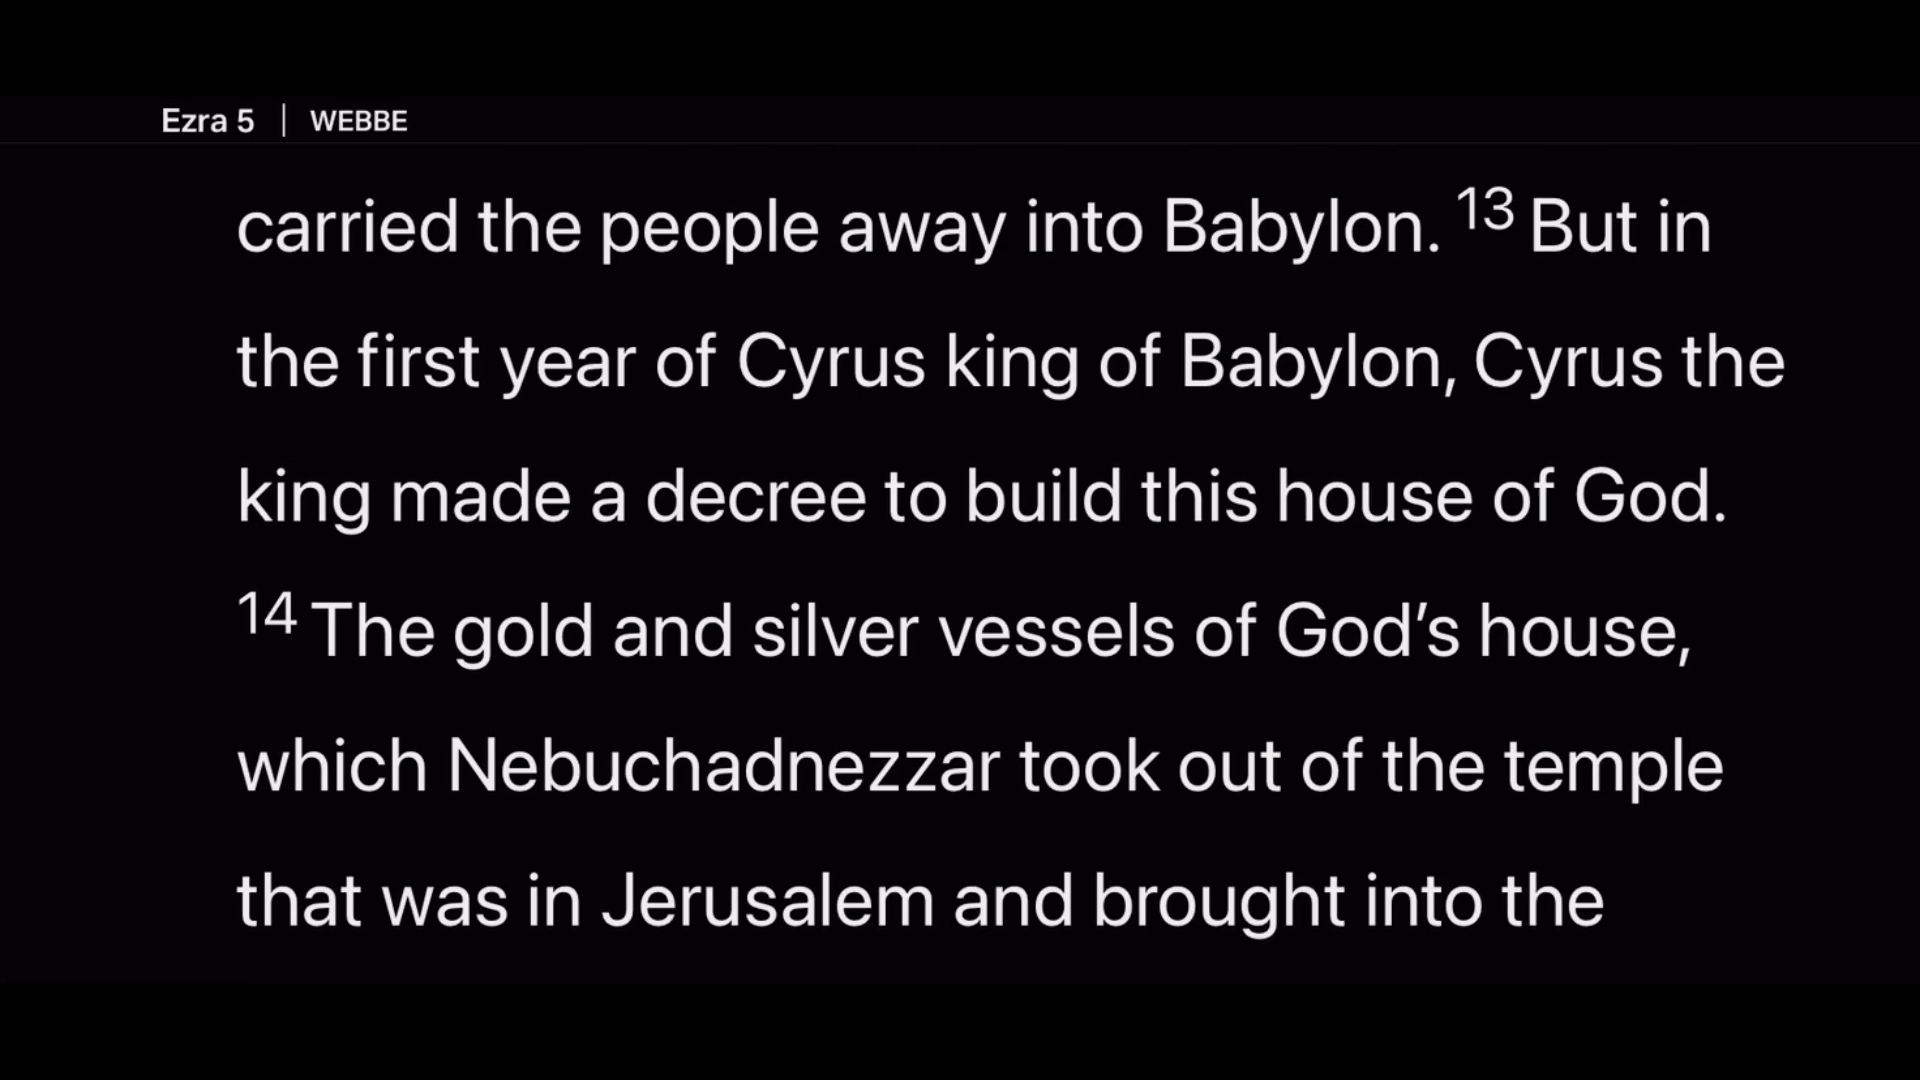 Ezra 5 | WEBBE
carried the people away into Babylon. 13 But in
the first year of Cyrus king of Babylon, Cyrus the
king made a decree to build this house of God.
14 The gold and silver vessels of God’s house,
which Nebuchadnezzar took out of the temple
that was in Jerusalem and brought into the